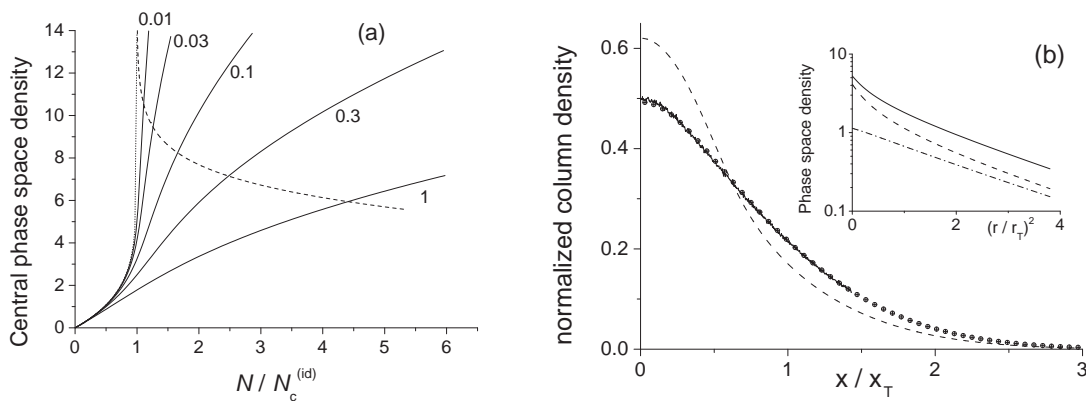 (a)
Central phase space density
14
12
10
8
6
4
2
0
0.01
0.03
0.1
0.3
1
0 1 2 3 4 5 6
N / N_c^(id)
(b)
normalized column density
0.6
0.4
0.2
0.0
0 1 2 3
x / x_T
Phase space density
10
5
1
0.1
0 2 4
(r / r_T)^2